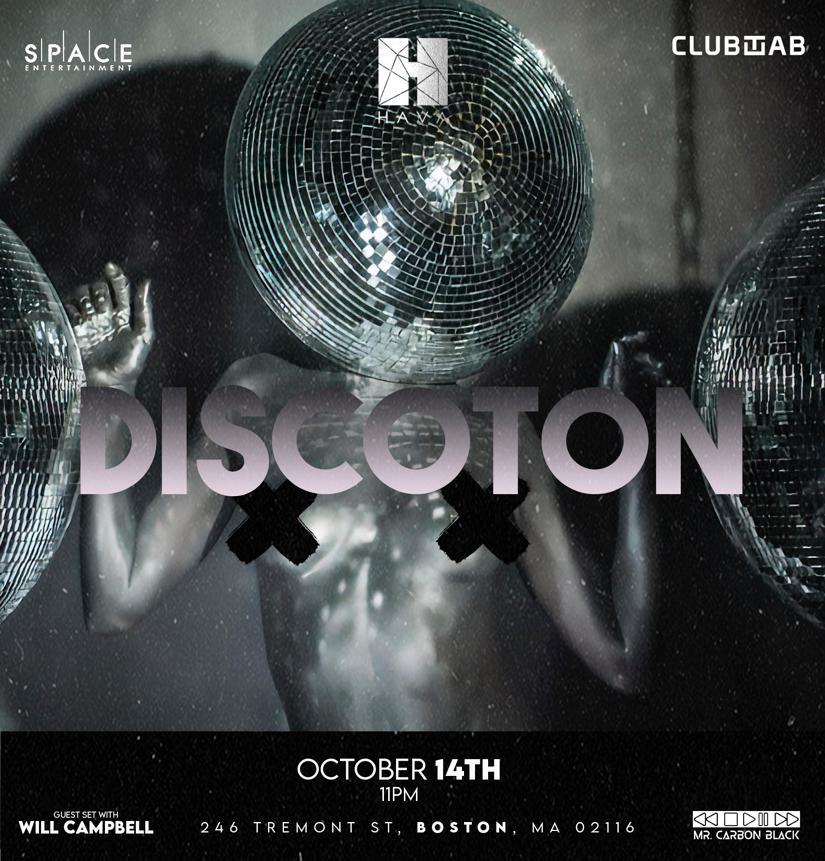 SPACE
ENTERTAINMENT
H
HAVA
CLUBTAB
DISCOTON
OCTOBER 14TH
11PM
GUEST SET WITH
WILL CAMPBELL
246 TREMONT ST, BOSTON, MA 02116
MR. CARBON BLACK